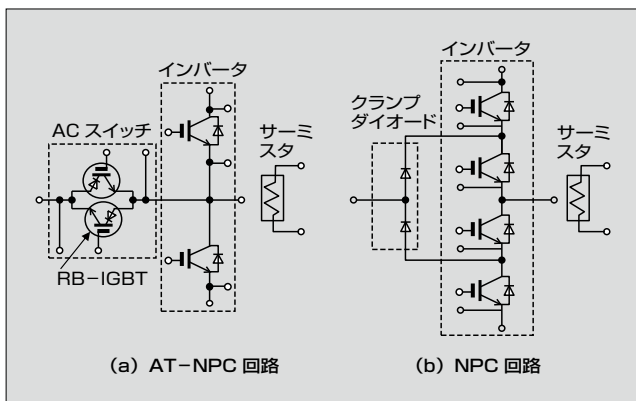 インバータ
AC スイッチ
サーミ
スタ
RB-IGBT
(a) AT-NPC 回路
インバータ
クランプ
ダイオード
サーミ
スタ
(b) NPC 回路